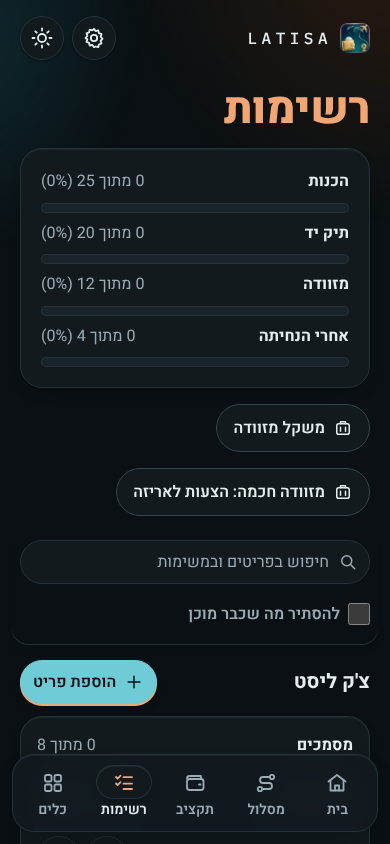 LATISA
רשימות
הכנות 0 מתוך 25 (0%)
תיק יד 0 מתוך 20 (0%)
מזוודה 0 מתוך 12 (0%)
אחרי הנחיתה 0 מתוך 4 (0%)
משקל מזוודה
מזוודה חכמה: הצעות לאריזה
חיפוש בפריטים ובמשימות
להסתיר מה שכבר מוכן
צ'ק ליסט + הוספת פריט
מסמכים 0 מתוך 8
בית מסלול תקציב רשימות כלים